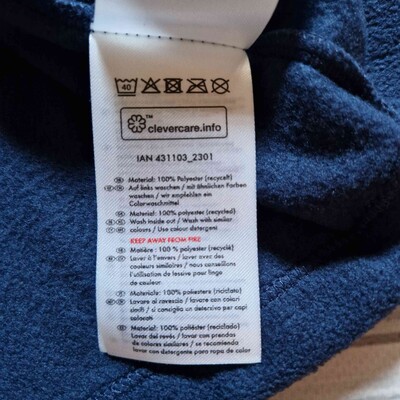 40
clevercare.info
IAN 431103_2301
Material: 100% Polyester (recycelt)
Auf links waschen / mit ähnlichen Farben
waschen / wir empfehlen ein
Colorwaschmittel
Material: 100% polyester (recycled)
Wash inside out / Wash with similar
colours / Use colour detergent
KEEP AWAY FROM FIRE
Matière : 100% polyester (recyclé)
Laver à l'envers / laver avec des
couleurs similaires / nous conseillons
l'utilisation de lessive pour linge
de couleur
Materiale: 100% poliestere (riciclato)
Lavare al rovescio / lavare con colori
simili / si consiglia un detersivo per capi
colorati
Material: 100% poliéster (reciclado)
Lavar del revés / lavar con prendas
de colores similares / se recomienda
lavar con detergente para ropa de color